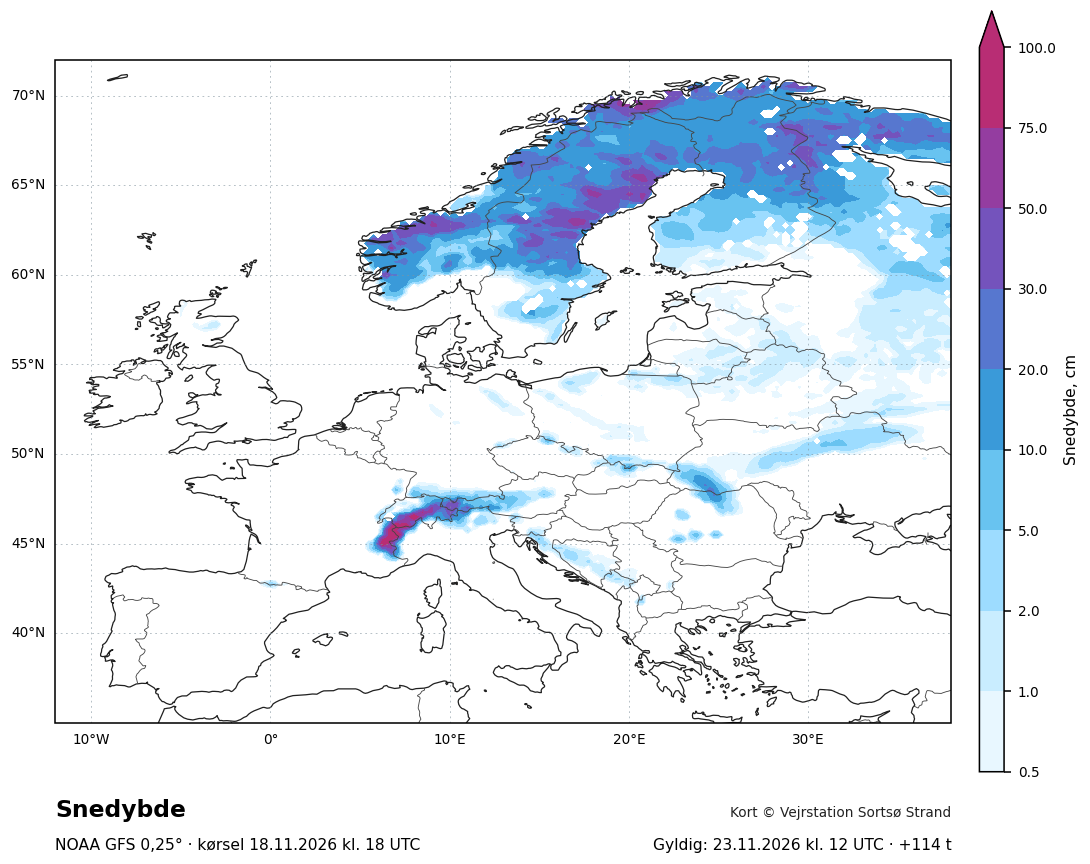 70°N
65°N
60°N
55°N
50°N
45°N
40°N
10°W 0° 10°E 20°E 30°E
100.0
75.0
50.0
30.0
20.0
10.0
5.0
2.0
1.0
0.5
Snedybde, cm
Snedybde
Kort © Vejrstation Sortsø Strand
NOAA GFS 0,25° · kørsel 18.11.2026 kl. 18 UTC
Gyldig: 23.11.2026 kl. 12 UTC · +114 t